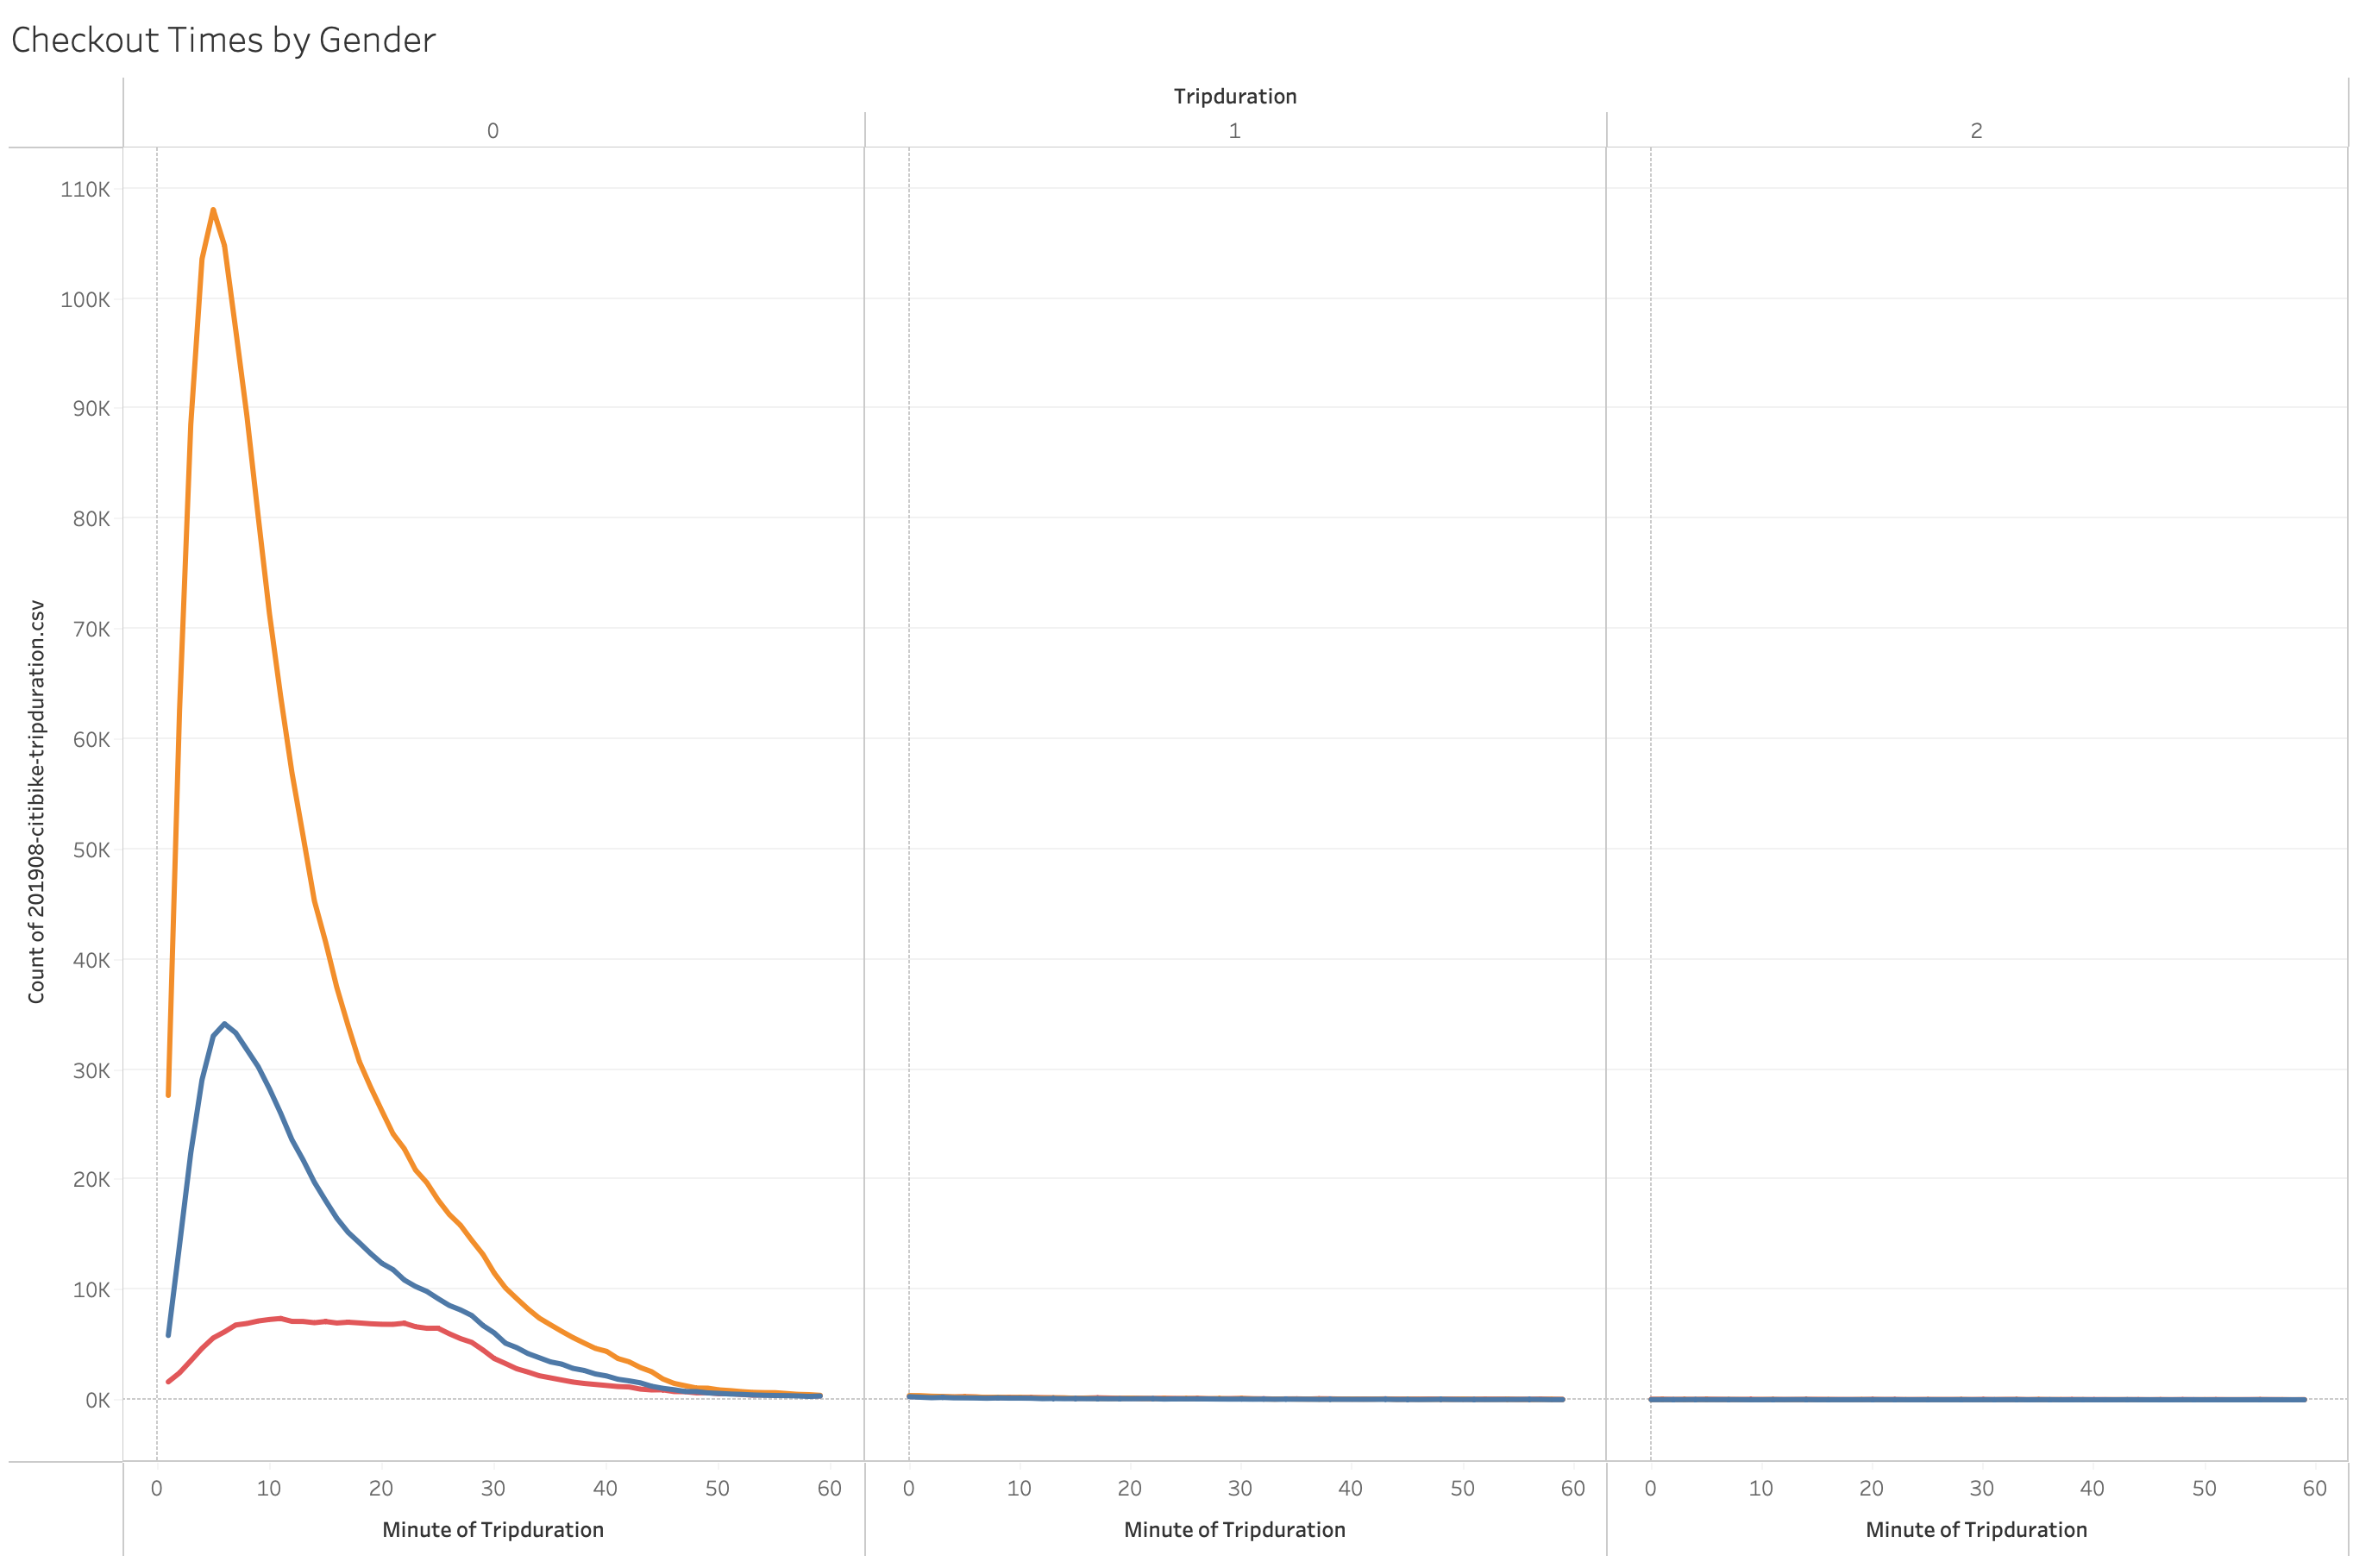 Checkout Times by Gender
Tripduration
0 1 2
110K
100K
90K
80K
70K
60K
50K
40K
30K
20K
10K
0K
Count of 201908-citibike-tripduration.csv
0 10 20 30 40 50 60 0 10 20 30 40 50 60 0 10 20 30 40 50 60
Minute of Tripduration Minute of Tripduration Minute of Tripduration